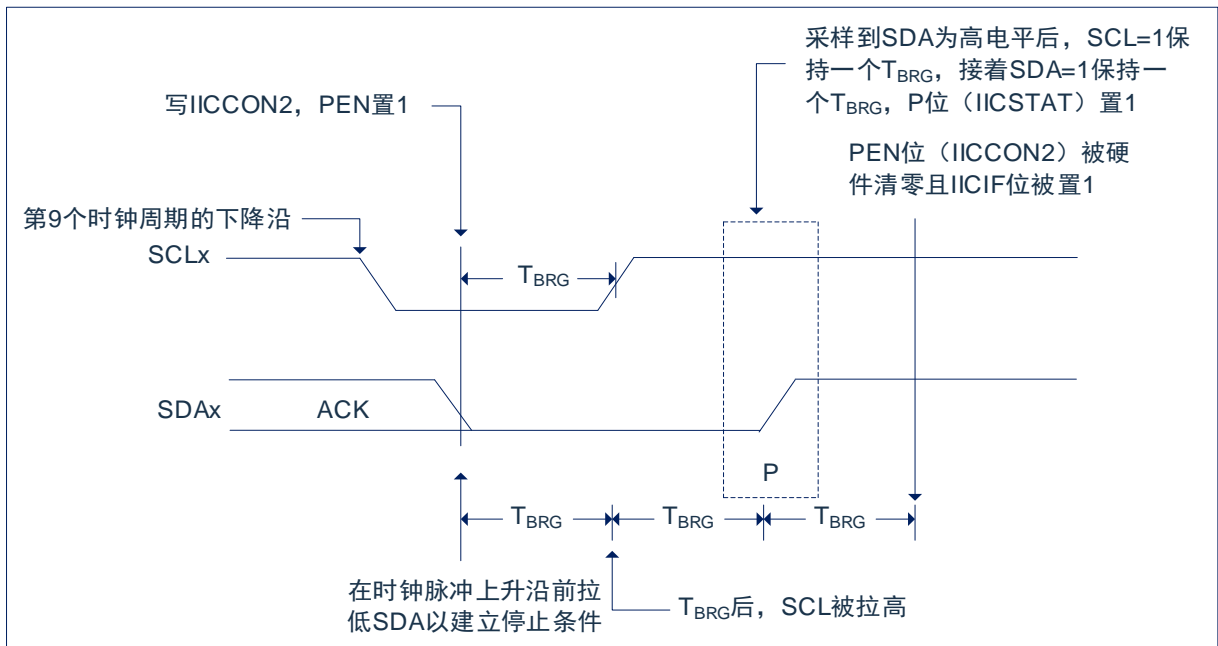 采样到SDA为高电平后，SCL=1保
持一个TBRG，接着SDA=1保持一
个TBRG，P位（IICSTAT）置1
写IICCON2，PEN置1
PEN位（IICCON2）被硬
件清零且IICIF位被置1
第9个时钟周期的下降沿
SCLx
TBRG
SDAx
ACK
P
TBRG
TBRG
TBRG
在时钟脉冲上升沿前拉
低SDA以建立停止条件
TBRG后，SCL被拉高